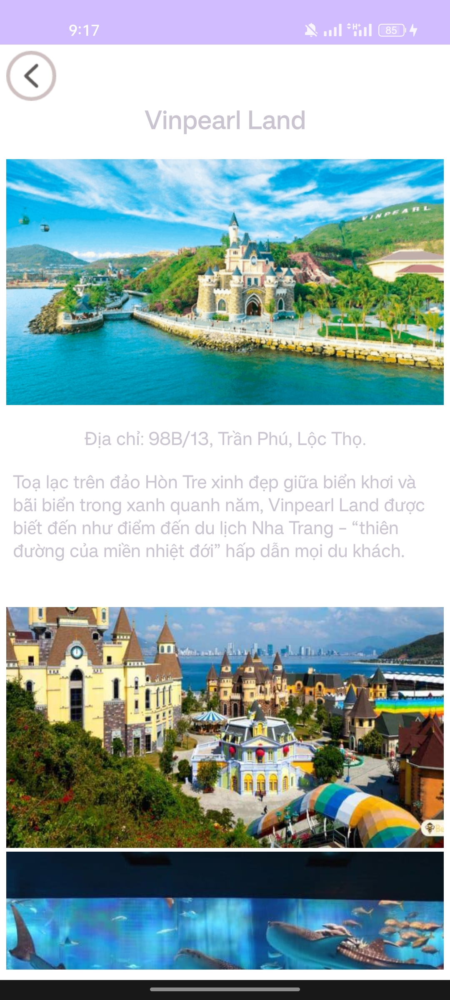 9:17
H+
85
Vinpearl Land
VINPEARL
Địa chỉ: 98B/13, Trần Phú, Lộc Thọ.
Toạ lạc trên đảo Hòn Tre xinh đẹp giữa biển khơi và
bãi biển trong xanh quanh năm, Vinpearl Land được
biết đến như điểm đến du lịch Nha Trang – “thiên
đường của miền nhiệt đới” hấp dẫn mọi du khách.
Be